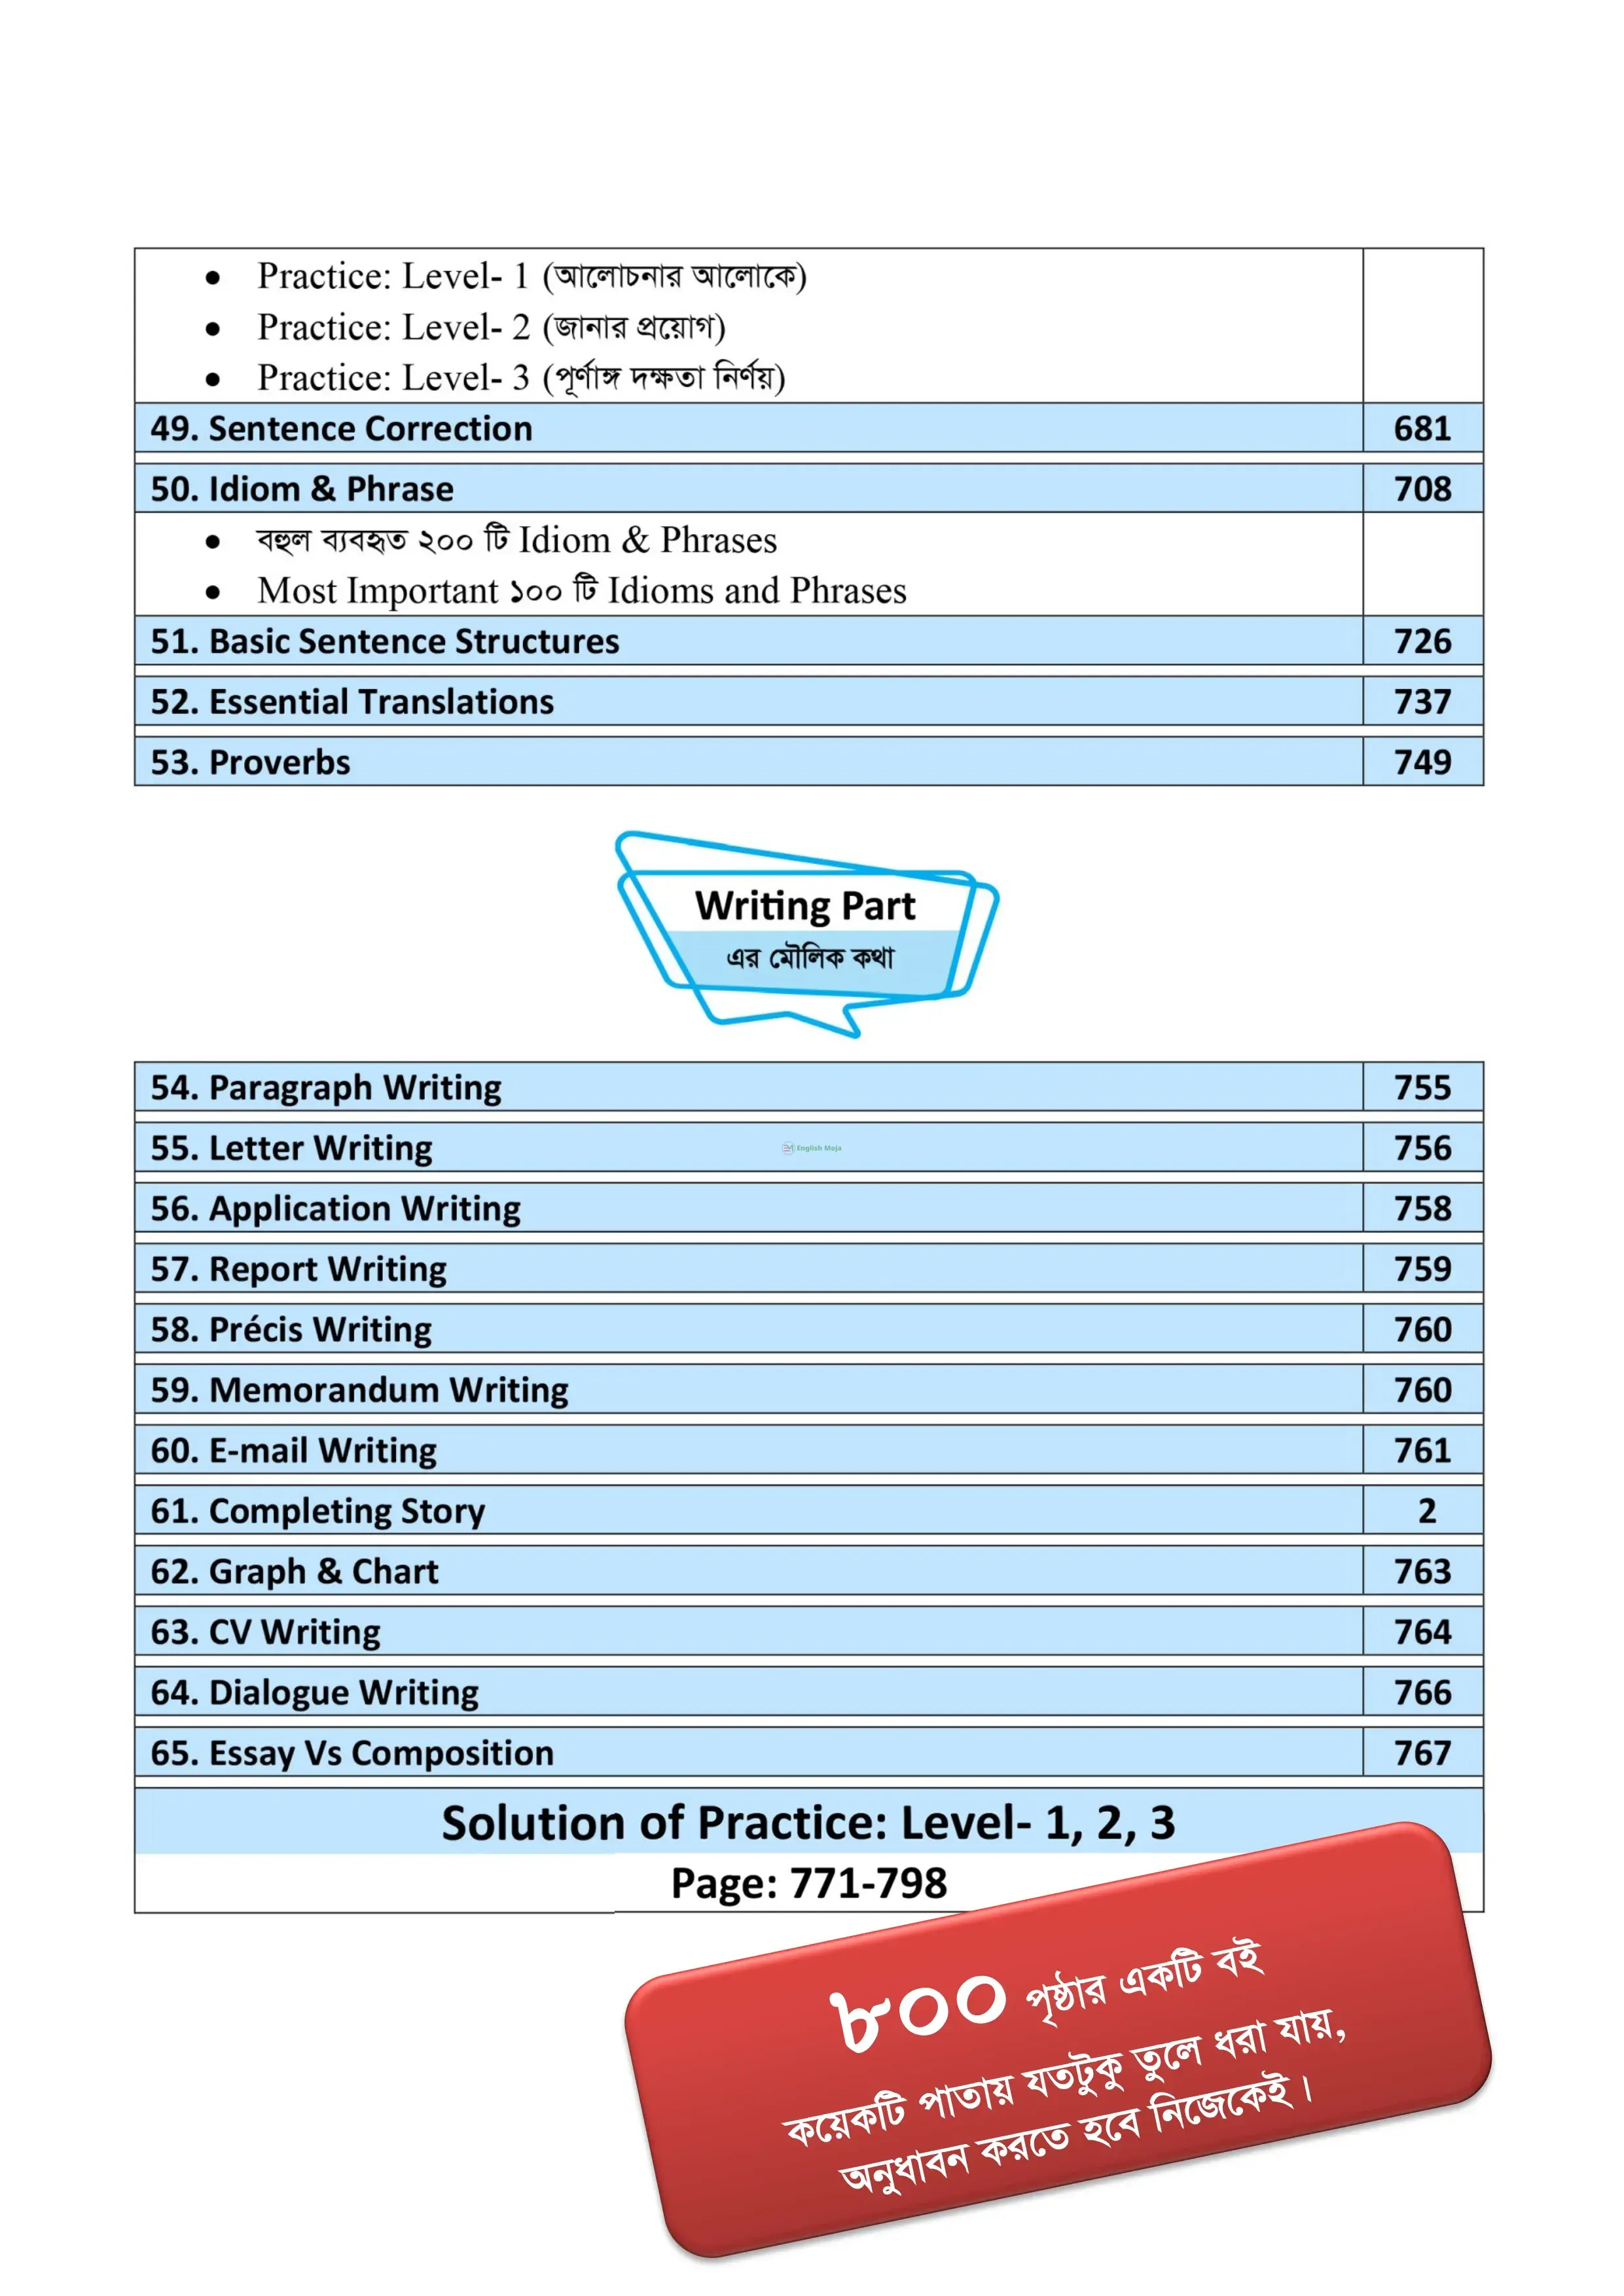 • Practice: Level- 1 (আলোচনার আলোকে)
• Practice: Level- 2 (জানার প্রয়োগ)
• Practice: Level- 3 (পূর্ণাঙ্গ দক্ষতা নির্ণয়)
49. Sentence Correction 681
50. Idiom & Phrase 708
• বহুল ব্যবহৃত ২০০ টি Idiom & Phrases
• Most Important ১০০ টি Idioms and Phrases
51. Basic Sentence Structures 726
52. Essential Translations 737
53. Proverbs 749
Writing Part
এর মৌলিক কথা
54. Paragraph Writing 755
55. Letter Writing 756
English Moja
56. Application Writing 758
57. Report Writing 759
58. Précis Writing 760
59. Memorandum Writing 760
60. E-mail Writing 761
61. Completing Story 2
62. Graph & Chart 763
63. CV Writing 764
64. Dialogue Writing 766
65. Essay Vs Composition 767
Solution of Practice: Level- 1, 2, 3
Page: 771-798
৮০০ পৃষ্ঠার একটি বই
কয়েকটি পাতায় যতটুকু তুলে ধরা যায়,
অনুধাবন করতে হবে নিজেকেই।